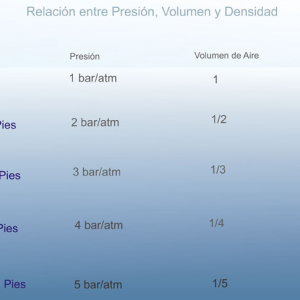 Relación entre Presión, Volumen y Densidad
Presión Volumen de Aire
1 bar/atm 1
Pies 2 bar/atm 1/2
Pies 3 bar/atm 1/3
Pies 4 bar/atm 1/4
Pies 5 bar/atm 1/5